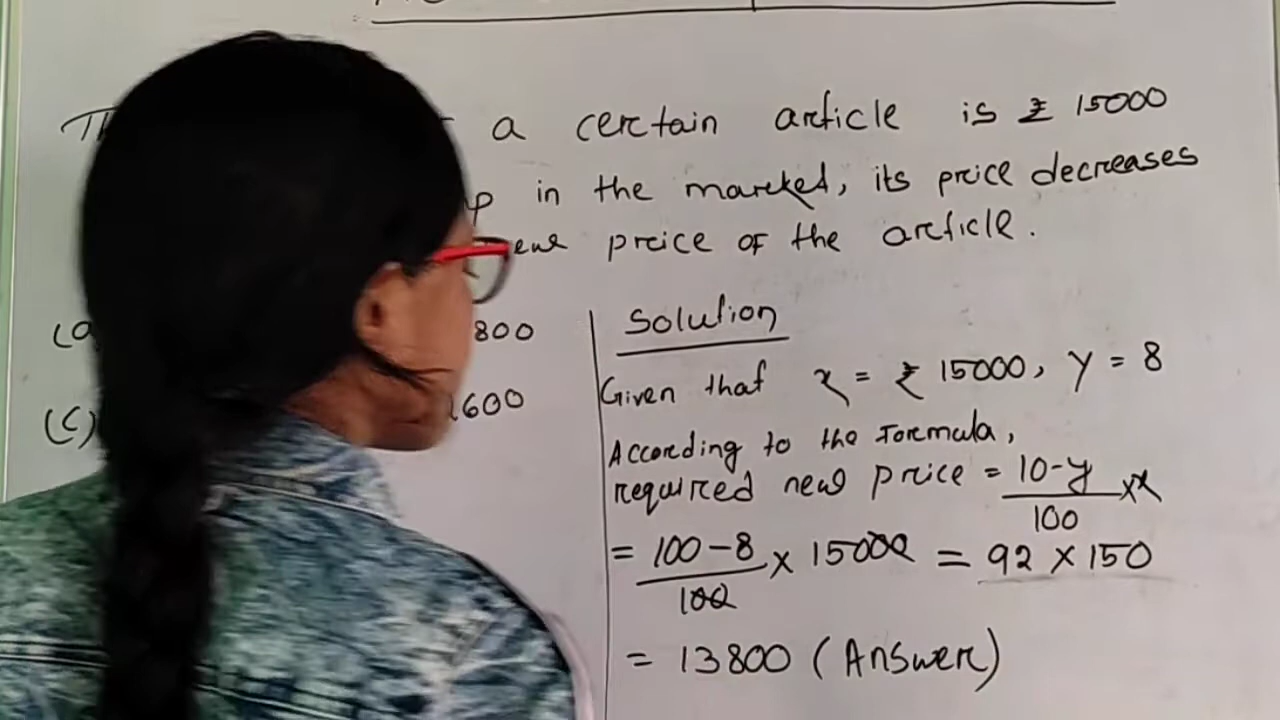 a certain article is ₹ 15000
in the marked, its price decreases
price of the article.
800
(c) 600
Solution
Given that x = ₹ 15000, y = 8
According to the Formula,
required new price = 10-y/100 × x
= 100-8/100 × 15000 = 92 × 150
= 13800 (Answer)